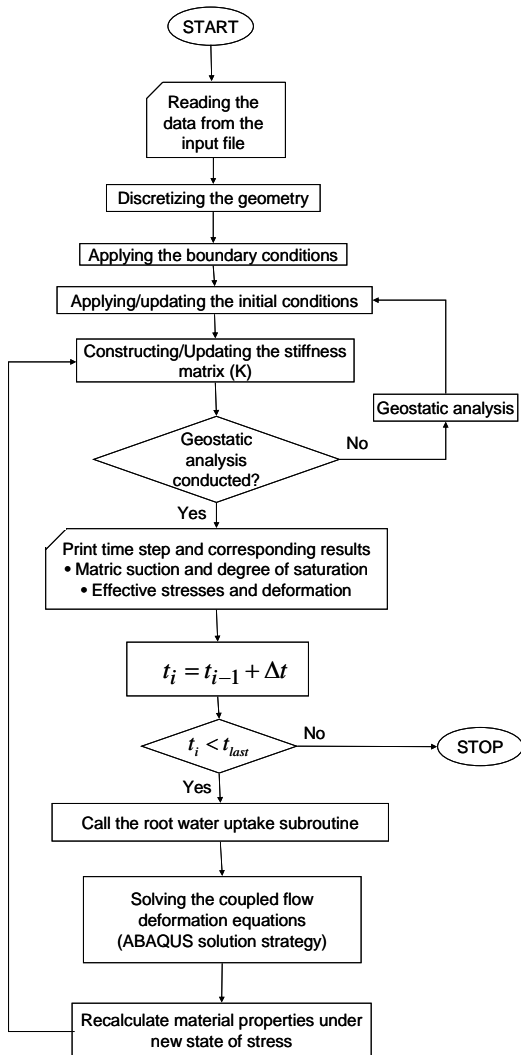 START
Reading the
data from the
input file
Discretizing the geometry
Applying the boundary conditions
Applying/updating the initial conditions
Constructing/Updating the stiffness
matrix (K)
Geostatic analysis
Geostatic
analysis
conducted?
No
Yes
Print time step and corresponding results
• Matric suction and degree of saturation
• Effective stresses and deformation
t_i = t_{i-1} + Δt
t_i < t_{last}
No
STOP
Yes
Call the root water uptake subroutine
Solving the coupled flow
deformation equations
(ABAQUS solution strategy)
Recalculate material properties under
new state of stress